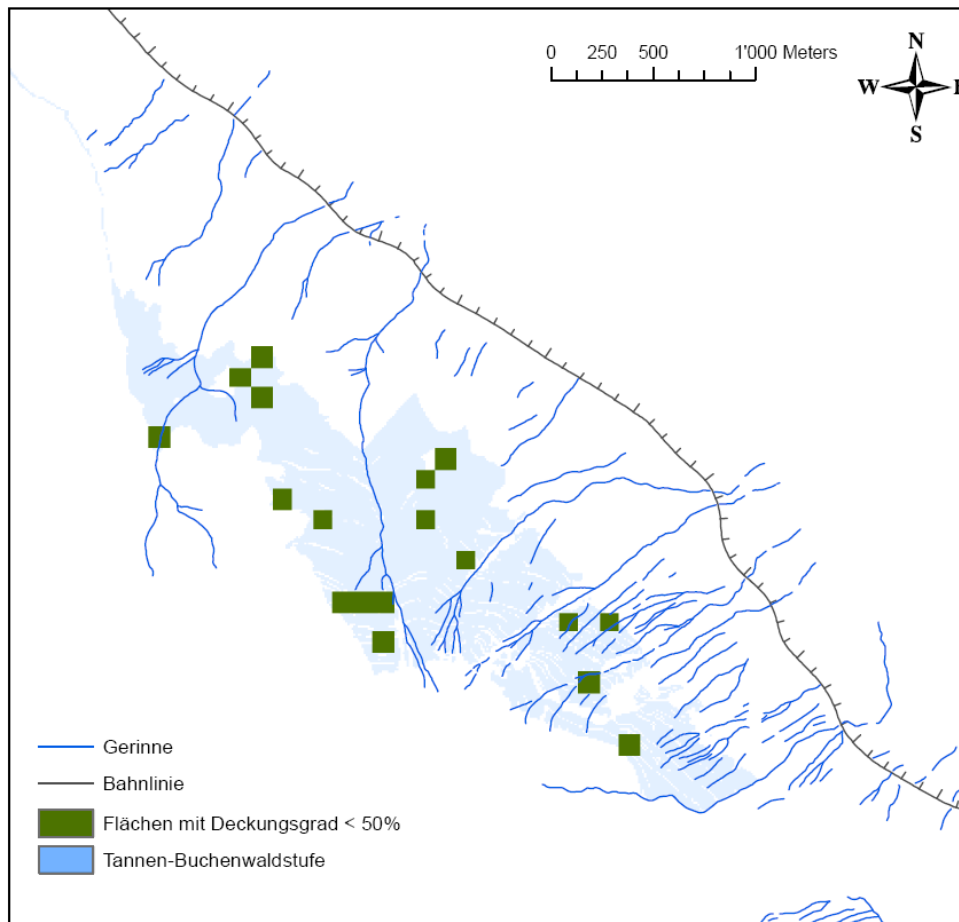 0 250 500 1'000 Meters
N
W E
S
Gerinne
Bahnlinie
Flächen mit Deckungsgrad < 50%
Tannen-Buchenwaldstufe